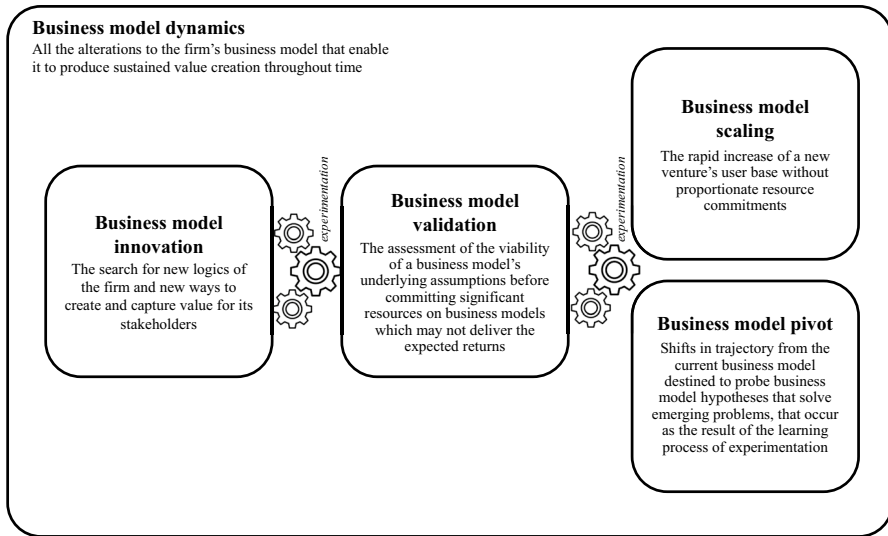 Business model dynamics
All the alterations to the firm's business model that enable
it to produce sustained value creation throughout time
Business model
innovation
The search for new logics of
the firm and new ways to
create and capture value for its
stakeholders
experimentation
Business model
validation
The assessment of the viability
of a business model's
underlying assumptions before
committing significant
resources on business models
which may not deliver the
expected returns
experimentation
Business model
scaling
The rapid increase of a new
venture's user base without
proportionate resource
commitments
Business model pivot
Shifts in trajectory from the
current business model
destined to probe business
model hypotheses that solve
emerging problems, that occur
as the result of the learning
process of experimentation